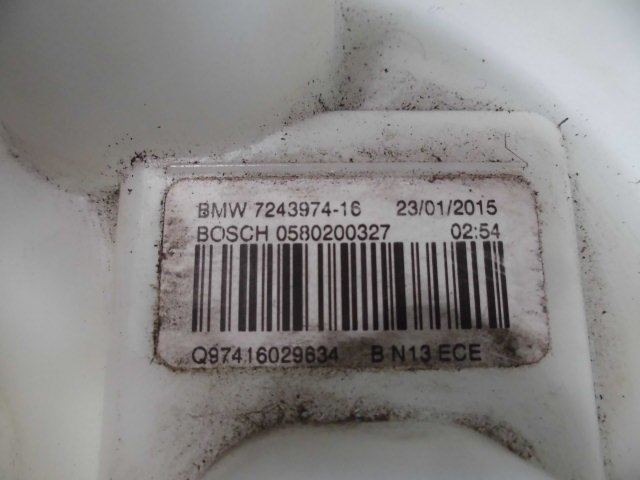 BMW 7243974-16 23/01/2015
BOSCH 0580200327 02:54
Q97416029634 B N13 ECE